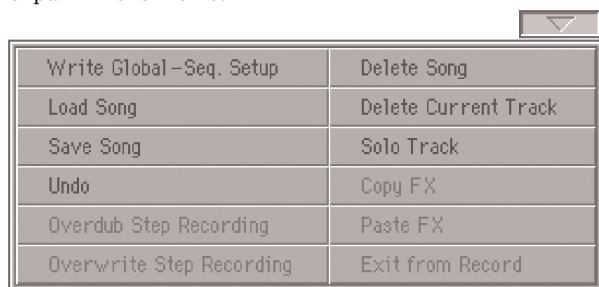 Write Global-Seq. Setup
Delete Song
Load Song
Delete Current Track
Save Song
Solo Track
Undo
Copy FX
Overdub Step Recording
Paste FX
Overwrite Step Recording
Exit from Record